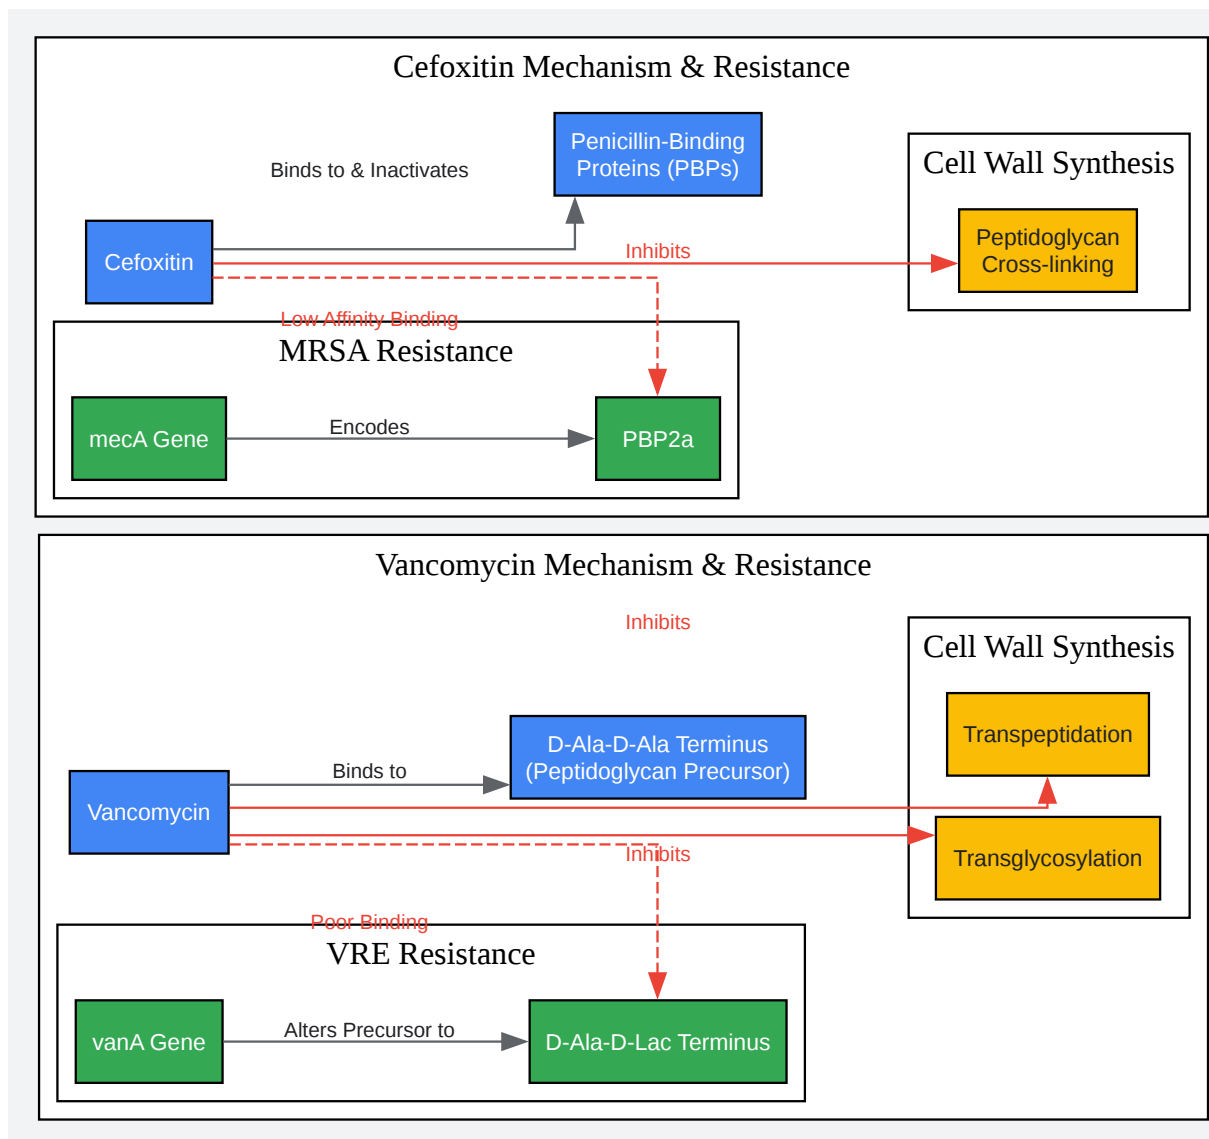 Cefoxitin Mechanism & Resistance
Penicillin-Binding
Proteins (PBPs)
Binds to & Inactivates
Cell Wall Synthesis
Cefoxitin
Inhibits
Peptidoglycan
Cross-linking
Low Affinity Binding
MRSA Resistance
mecA Gene
Encodes
PBP2a
Vancomycin Mechanism & Resistance
Inhibits
Cell Wall Synthesis
Transpeptidation
D-Ala-D-Ala Terminus
(Peptidoglycan Precursor)
Binds to
Vancomycin
Inhibits
Transglycosylation
Poor Binding
VRE Resistance
vanA Gene
Alters Precursor to
D-Ala-D-Lac Terminus